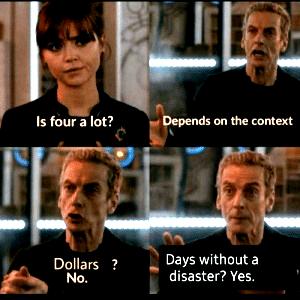 Is four a lot?
Depends on the context
Dollars ?
No.
Days without a
disaster? Yes.